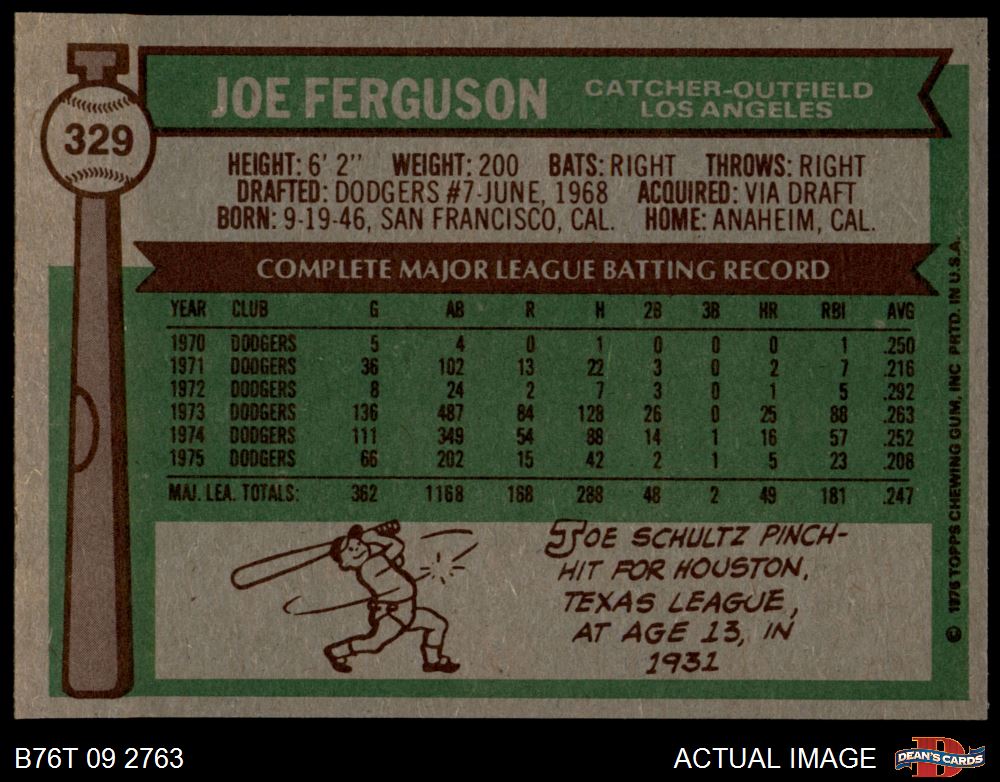 JOE FERGUSON
CATCHER-OUTFIELD
LOS ANGELES
329
HEIGHT: 6' 2" WEIGHT: 200 BATS: RIGHT THROWS: RIGHT
DRAFTED: DODGERS #7-JUNE, 1968 ACQUIRED: VIA DRAFT
BORN: 9-19-46, SAN FRANCISCO, CAL. HOME: ANAHEIM, CAL.
COMPLETE MAJOR LEAGUE BATTING RECORD
YEAR CLUB G AB R H 2B 3B HR RBI AVG
1970 DODGERS 5 4 0 1 0 0 0 1 .250
1971 DODGERS 36 102 13 22 3 0 2 7 .216
1972 DODGERS 8 24 2 7 3 0 1 5 .292
1973 DODGERS 136 487 84 128 26 0 25 88 .263
1974 DODGERS 111 349 54 88 14 1 16 57 .252
1975 DODGERS 66 202 15 42 2 1 5 23 .208
MAJ. LEA. TOTALS: 362 1168 168 288 48 2 49 181 .247
JOE SCHULTZ PINCH-
HIT FOR HOUSTON,
TEXAS LEAGUE,
AT AGE 13, IN
1931
© 1976 TOPPS CHEWING GUM, INC PRTD. IN U.S.A.
B76T 09 2763
ACTUAL IMAGE
D
DEAN'S CARDS